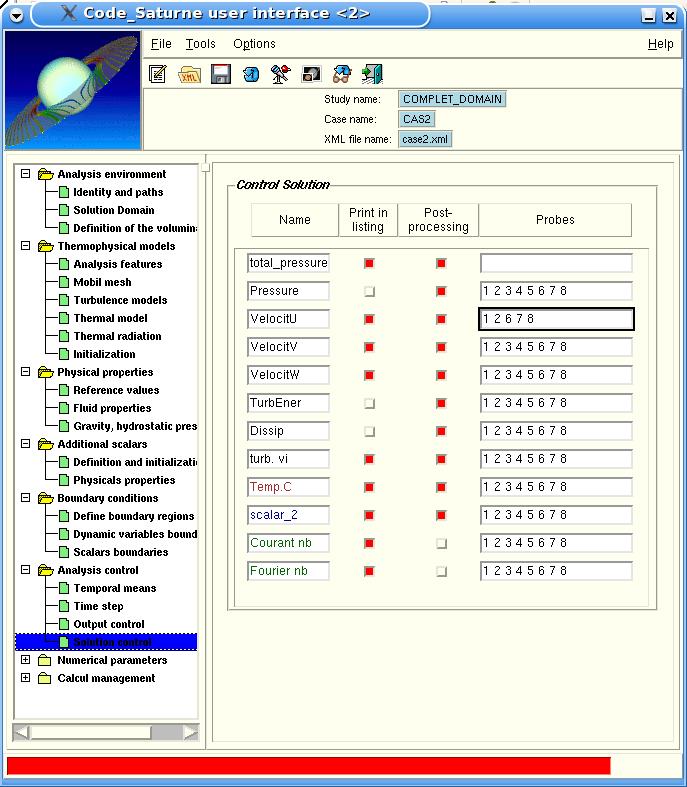 Code_Saturne user interface <2>
File Tools Options Help
XML
Study name: COMPLET_DOMAIN
Case name: CAS2
XML file name: case2.xml
Analysis environment
Identity and paths
Solution Domain
Definition of the volumin
Thermophysical models
Analysis features
Mobil mesh
Turbulence models
Thermal model
Thermal radiation
Initialization
Physical properties
Reference values
Fluid properties
Gravity, hydrostatic pres
Additional scalars
Definition and initializati
Physicals properties
Boundary conditions
Define boundary regions
Dynamic variables bound
Scalars boundaries
Analysis control
Temporal means
Time step
Output control
Solution control
Numerical parameters
Calcul management
Control Solution
Name Print in listing Post-processing Probes
total_pressure
Pressure 1 2 3 4 5 6 7 8
VelocitU 1 2 6 7 8
VelocitV 1 2 3 4 5 6 7 8
VelocitW 1 2 3 4 5 6 7 8
TurbEner 1 2 3 4 5 6 7 8
Dissip 1 2 3 4 5 6 7 8
turb. vi 1 2 3 4 5 6 7 8
Temp.C 1 2 3 4 5 6 7 8
scalar_2 1 2 3 4 5 6 7 8
Courant nb 1 2 3 4 5 6 7 8
Fourier nb 1 2 3 4 5 6 7 8